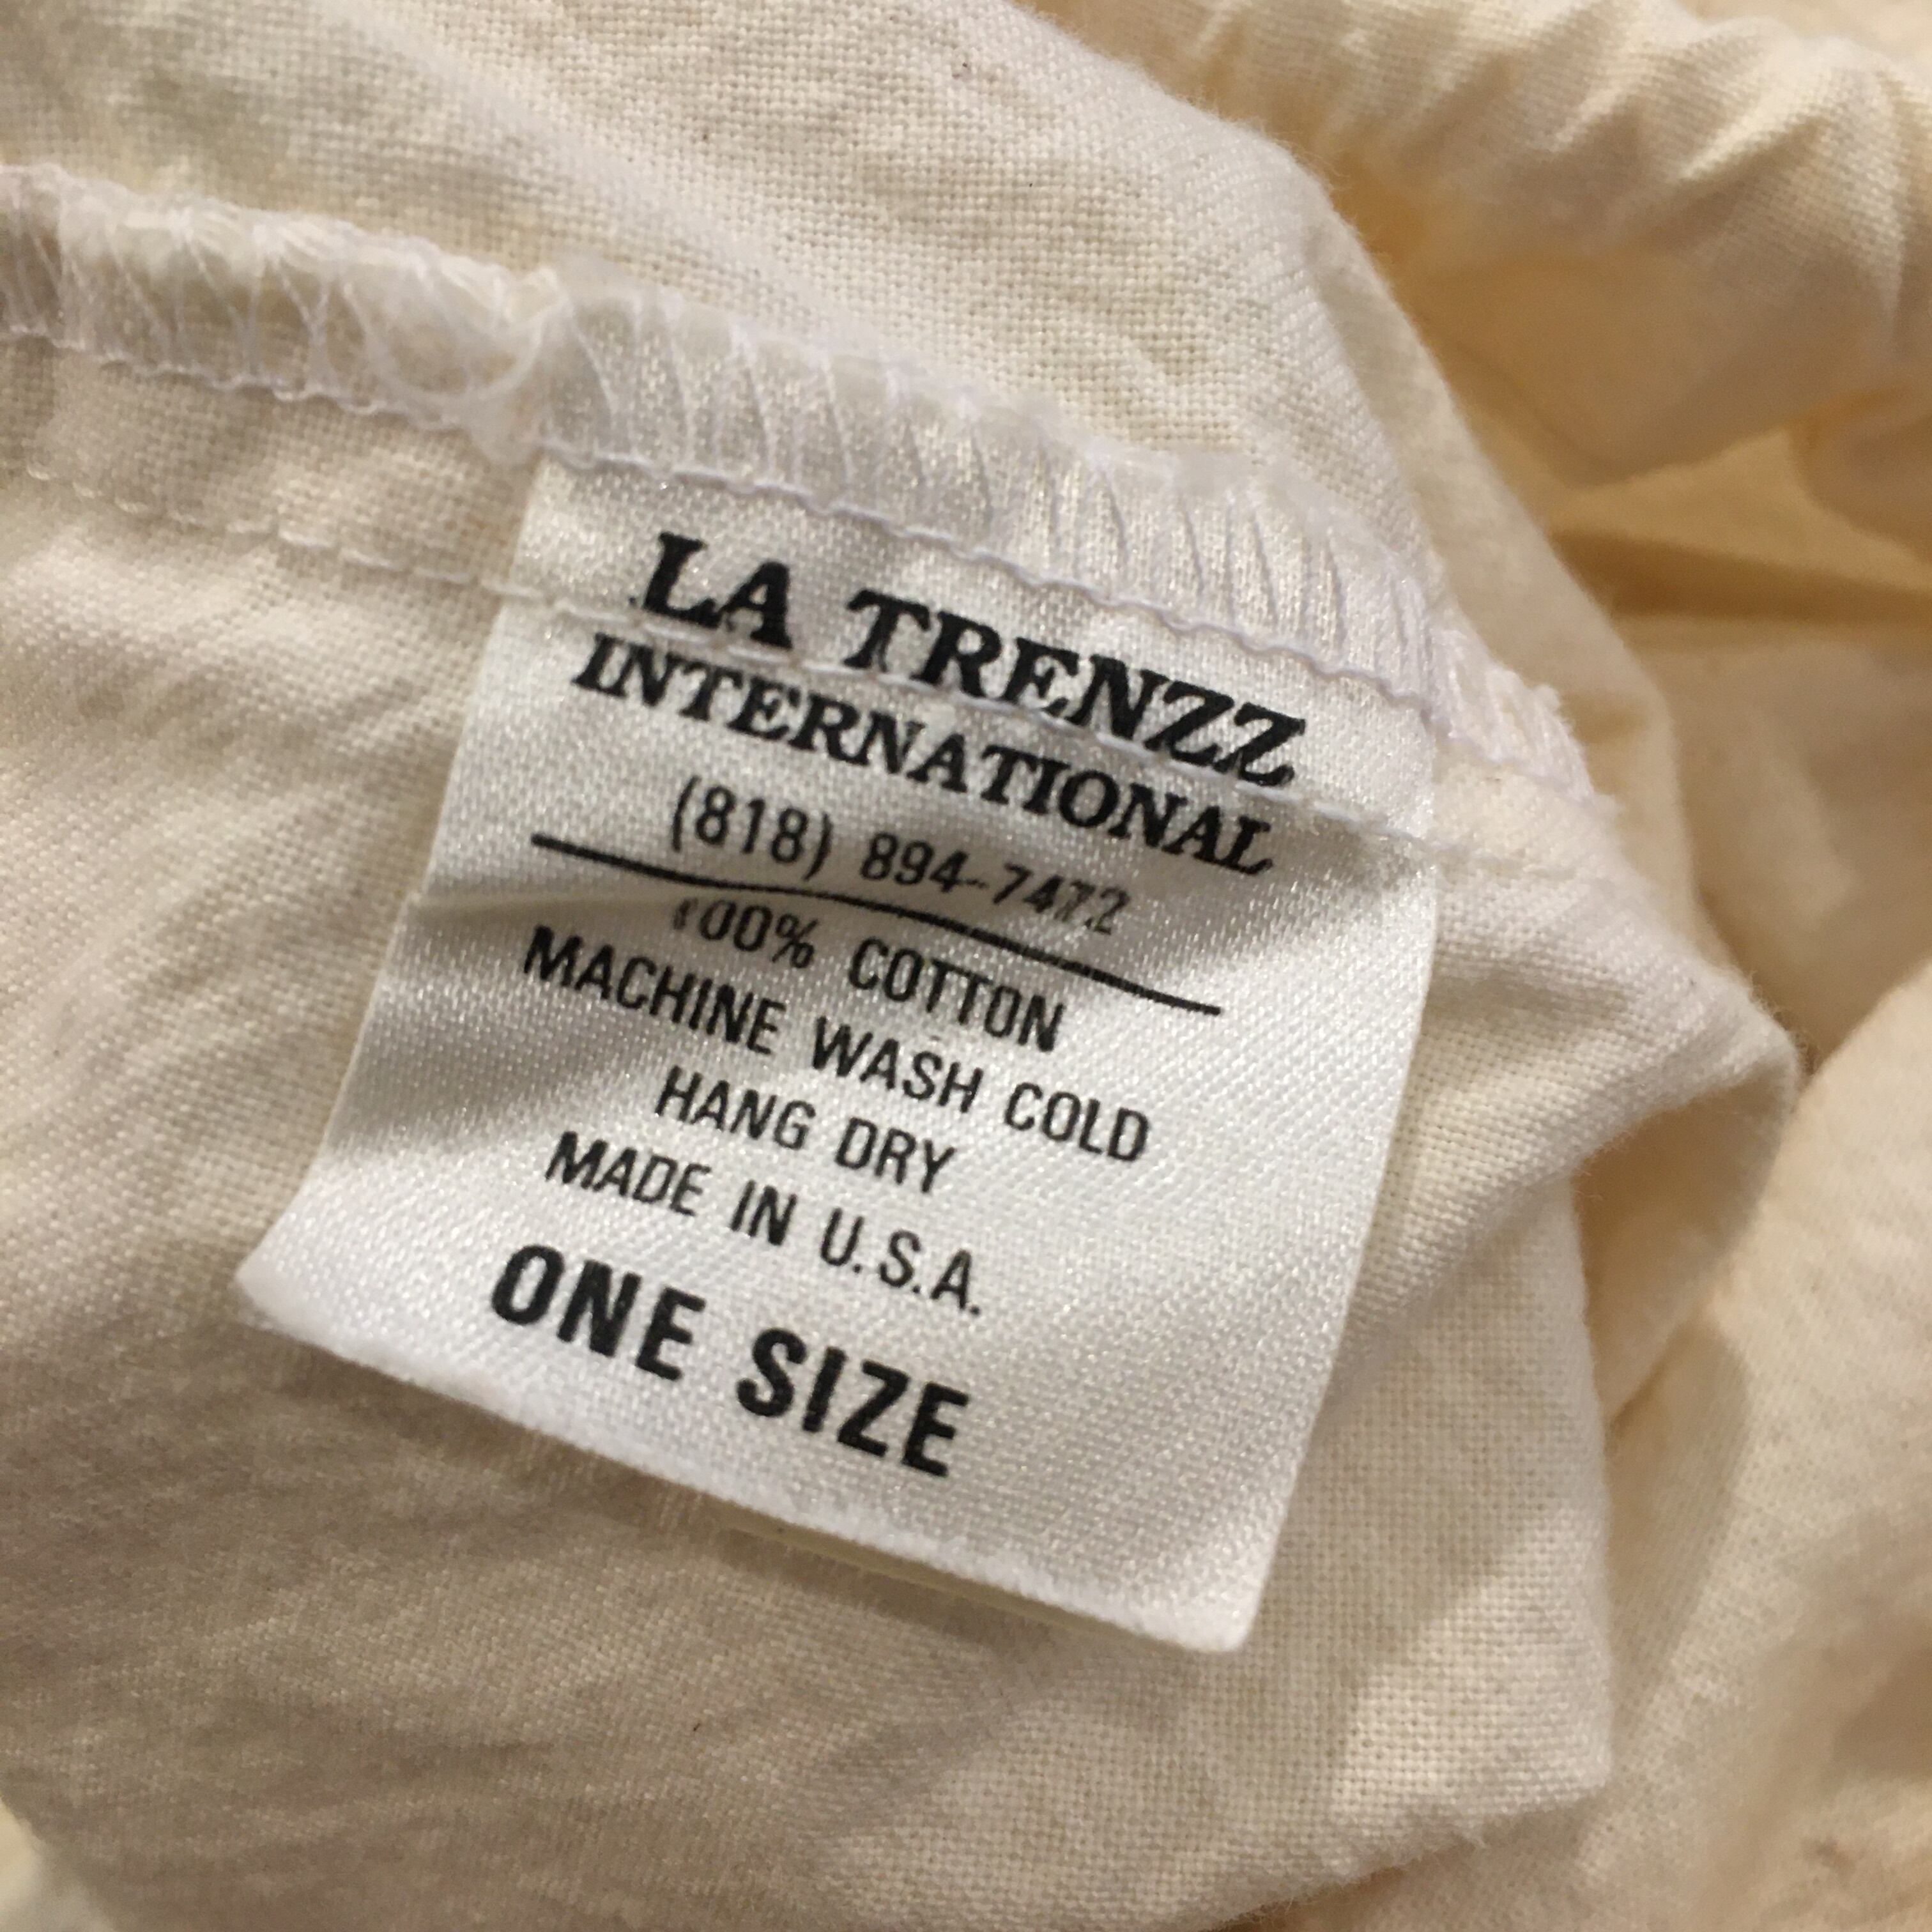 LA TRENZZ
INTERNATIONAL
(818) 894-7472
100% COTTON
MACHINE WASH COLD
HANG DRY
MADE IN U.S.A.
ONE SIZE